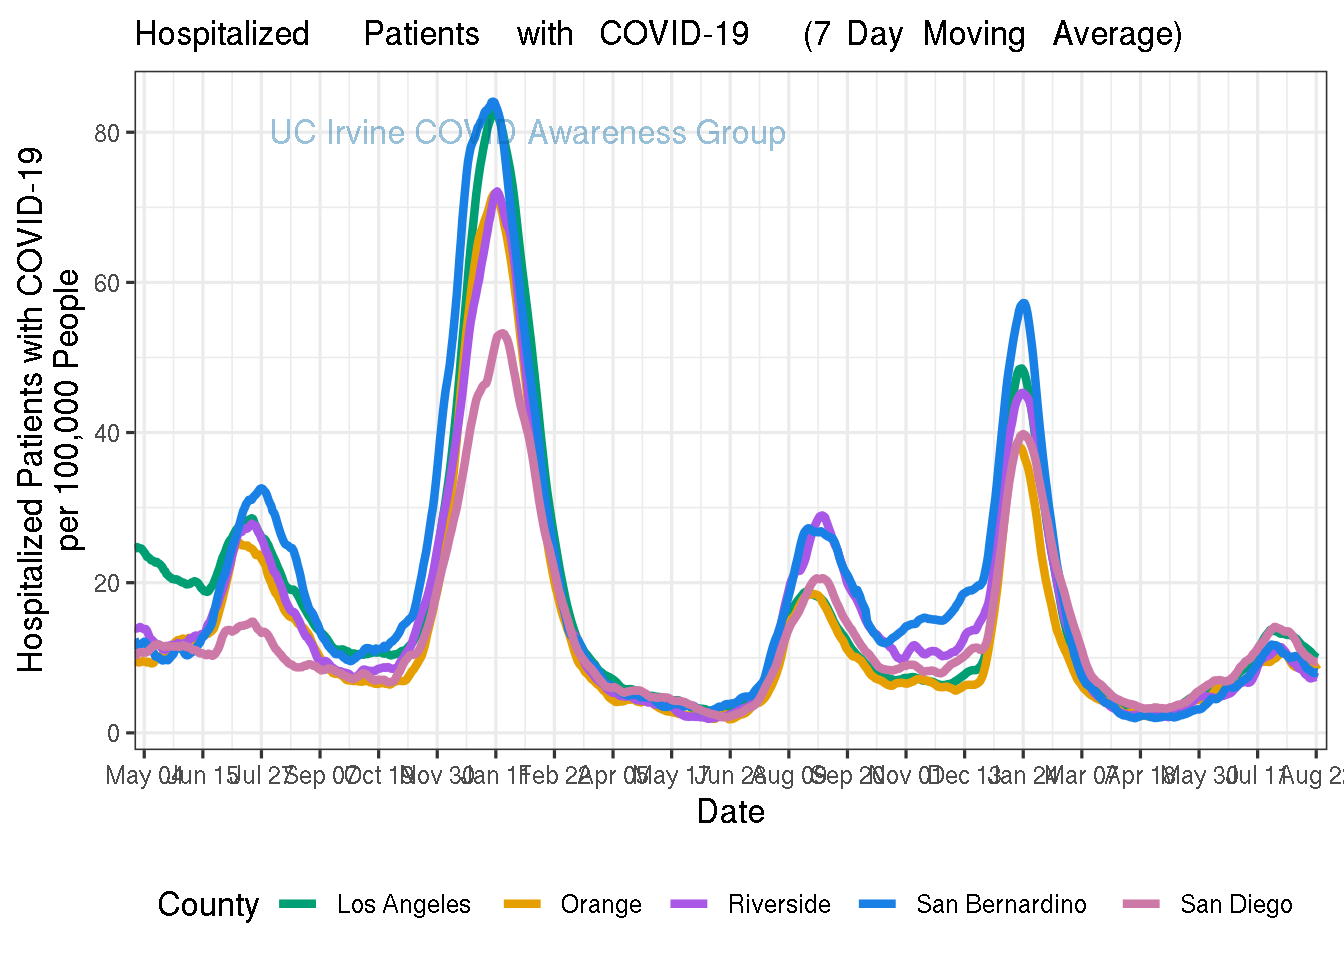 Hospitalized Patients with COVID-19 (7 Day Moving Average)
UC Irvine COVID Awareness Group
Hospitalized Patients with COVID-19
per 100,000 People
80
60
40
20
0
May 04 Jun 15 Jul 27 Sep 07 Oct 19 Nov 30 Jan 11 Feb 22 Apr 05 May 17 Jun 28 Aug 09 Sep 20 Nov 01 Dec 13 Jan 24 Mar 07 Apr 18 May 30 Jul 11 Aug 22
Date
County Los Angeles Orange Riverside San Bernardino San Diego